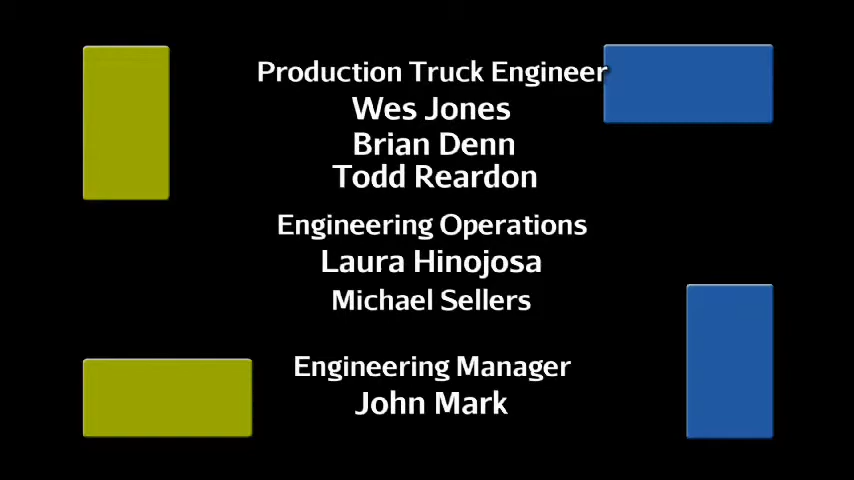 Production Truck Engineer
Wes Jones
Brian Denn
Todd Reardon
Engineering Operations
Laura Hinojosa
Michael Sellers
Engineering Manager
John Mark